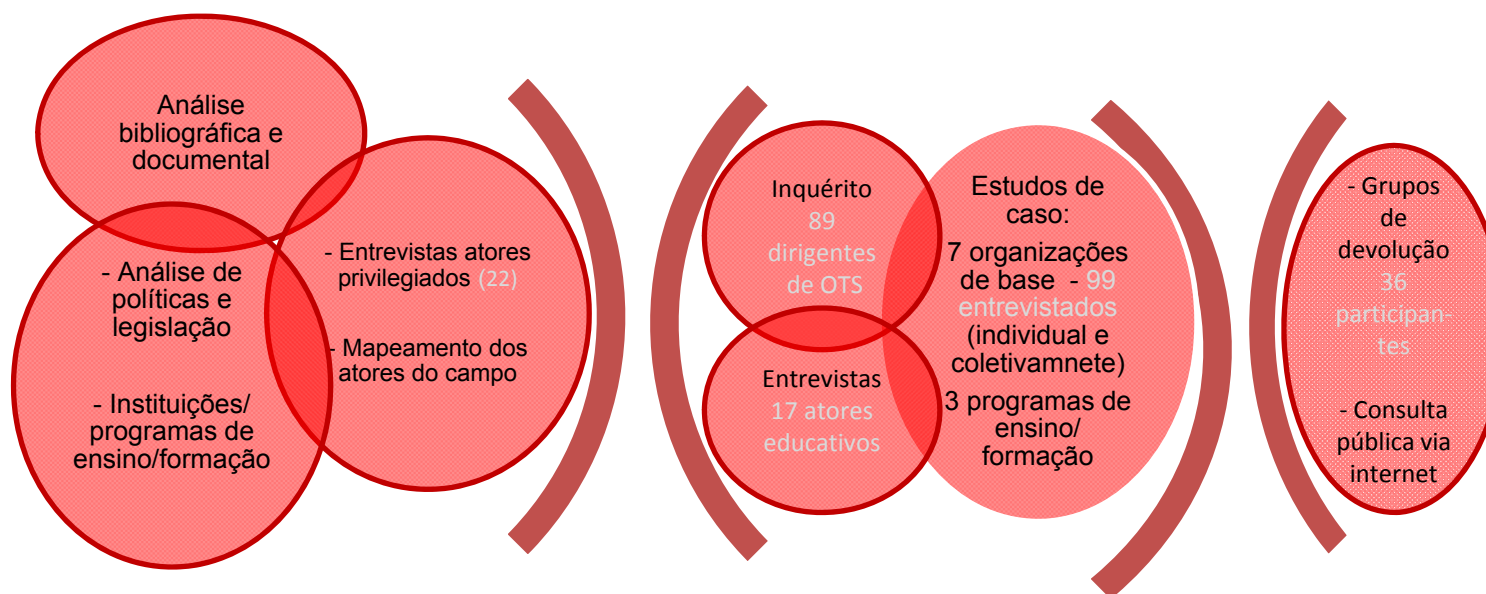 Análise
bibliográfica e
documental
- Análise de
políticas e
legislação
- Instituições/
programas de
ensino/formação
- Entrevistas atores
privilegiados (22)
- Mapeamento dos
atores do campo
Inquérito
89
dirigentes
de OTS
Entrevistas
17 atores
educativos
Estudos de
caso:
7 organizações
de base - 99
entrevistados
(individual e
coletivamnete)
3 programas de
ensino/
formação
- Grupos
de
devolução
36
participan-
tes
- Consulta
pública via
internet